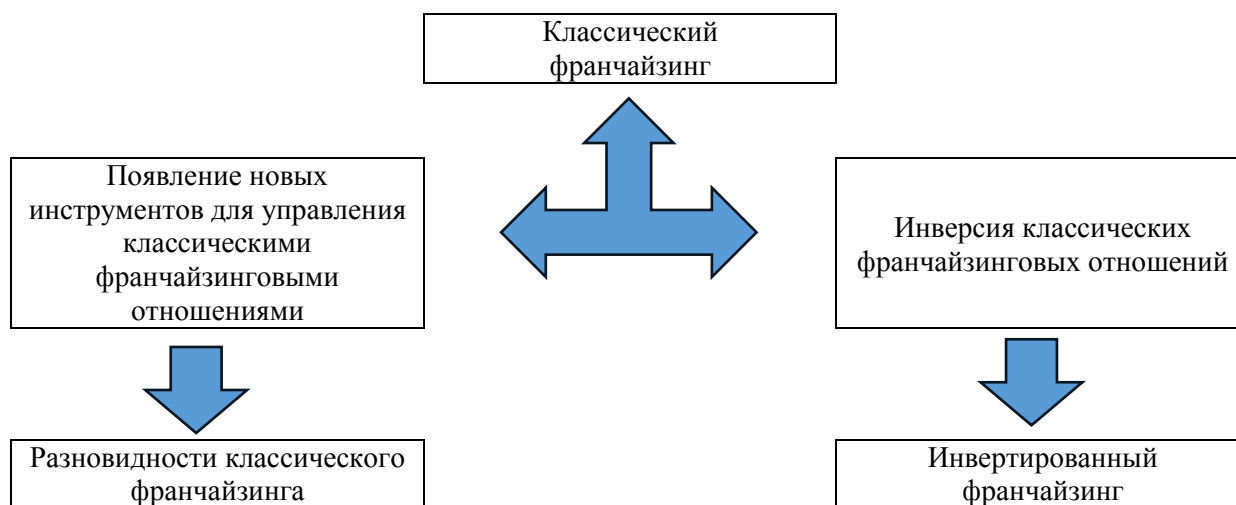 Классический
франчайзинг
Появление новых
инструментов для управления
классическими
франчайзинговыми
отношениями
Инверсия классических
франчайзинговых отношений
Разновидности классического
франчайзинга
Инвертированный
франчайзинг